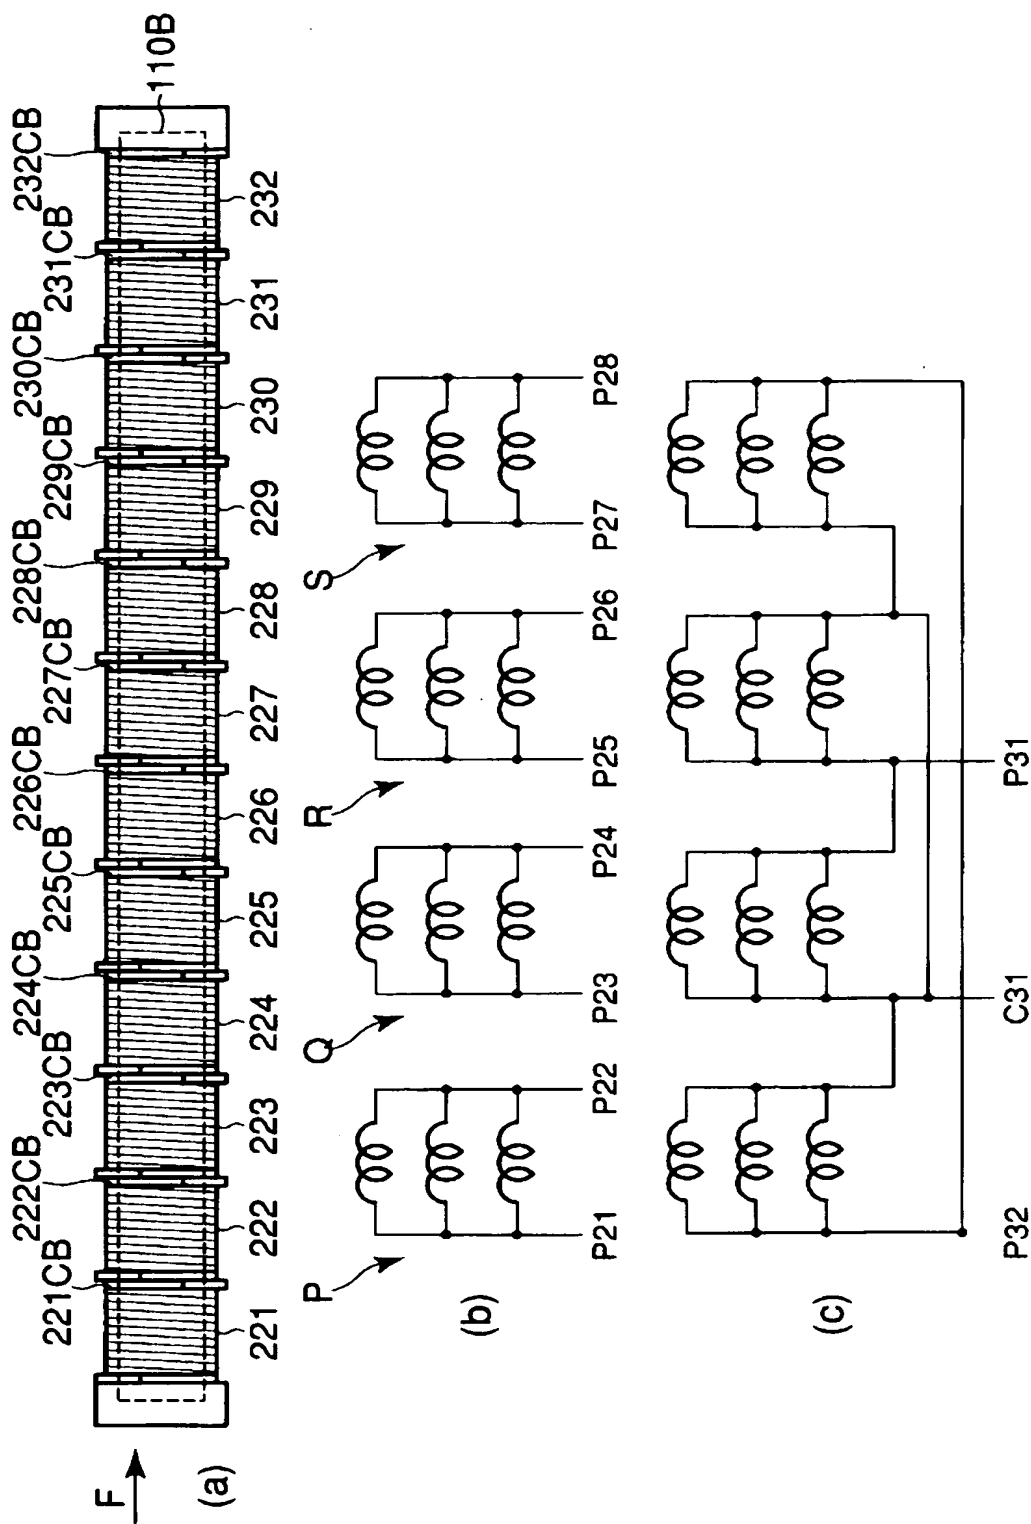 221CB 222CB 223CB 224CB 225CB 226CB 227CB 228CB 229CB 230CB 231CB 232CB
110B
F
(a)
221 222 223 224 225 226 227 228 229 230 231 232
P Q R S
(b)
P21 P22 P23 P24 P25 P26 P27 P28
(c)
P32 C31 P31